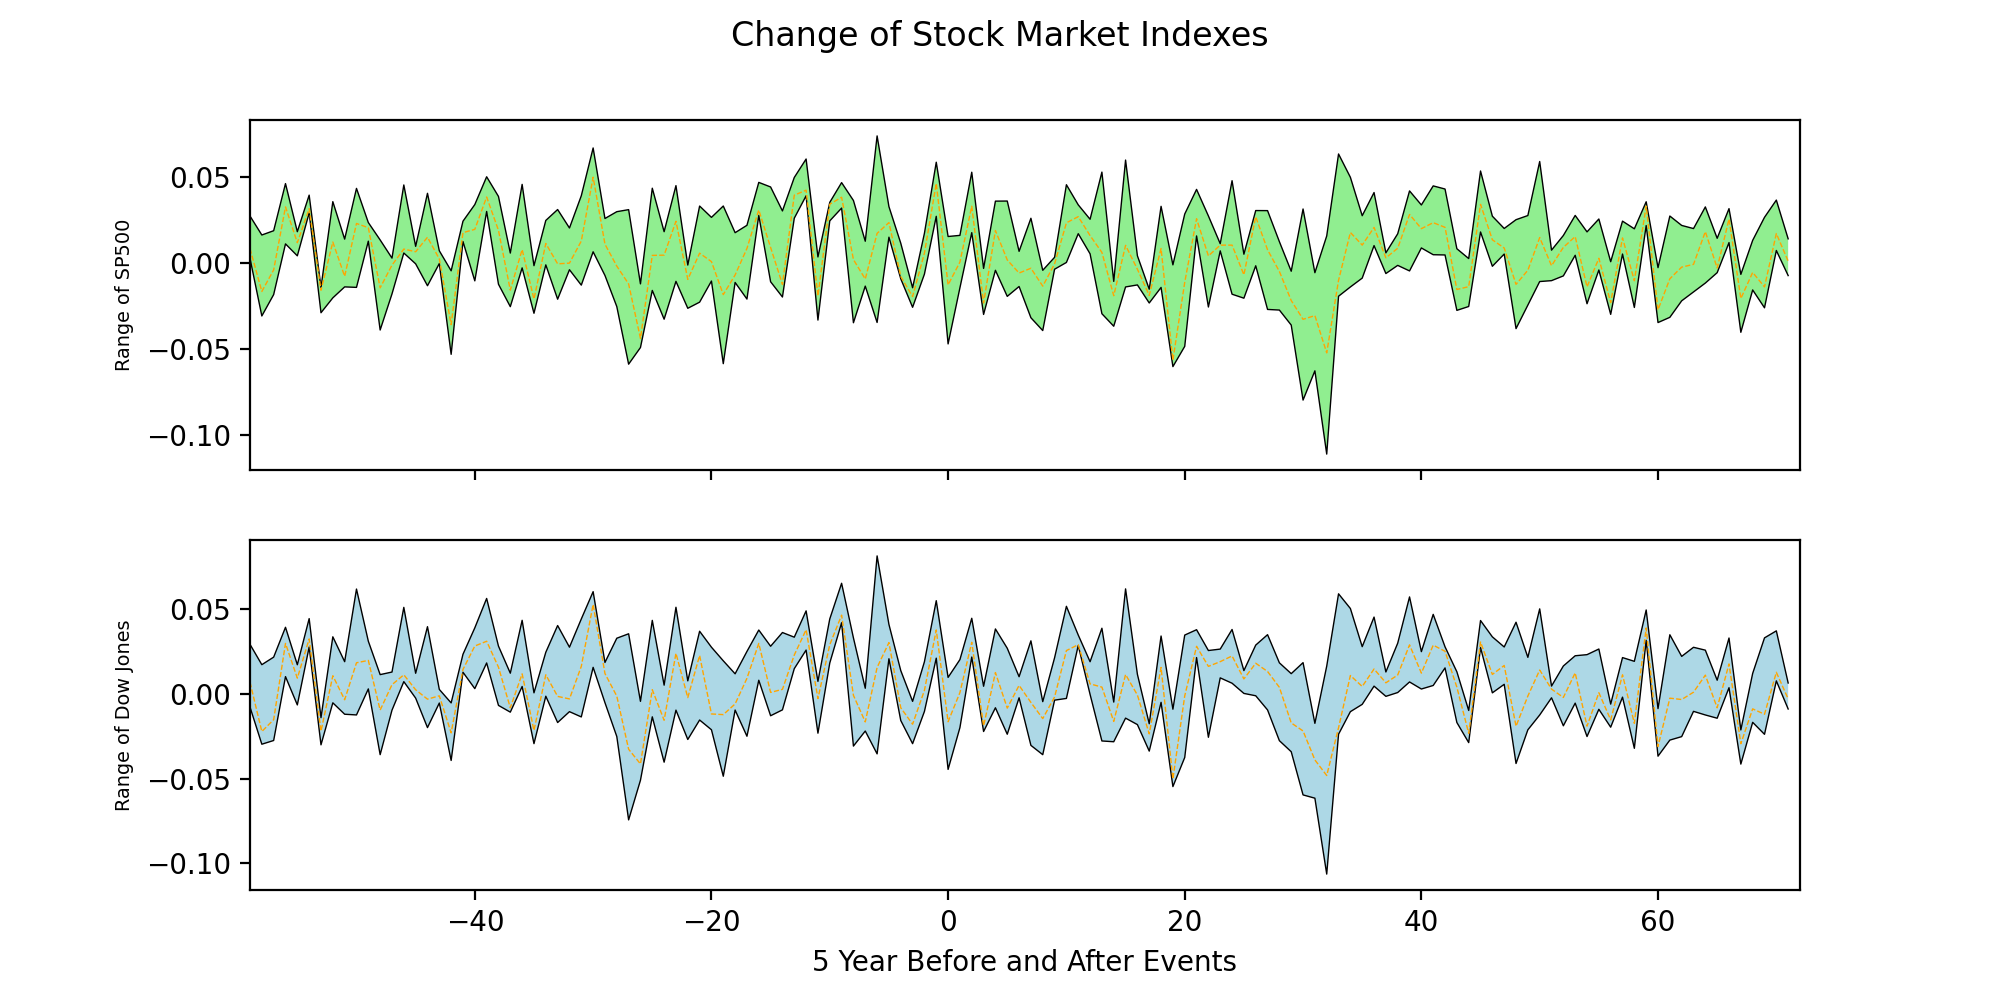 Change of Stock Market Indexes
Range of SP500
0.05
0.00
−0.05
−0.10
Range of Dow Jones
0.05
0.00
−0.05
−0.10
−40 −20 0 20 40 60
5 Year Before and After Events